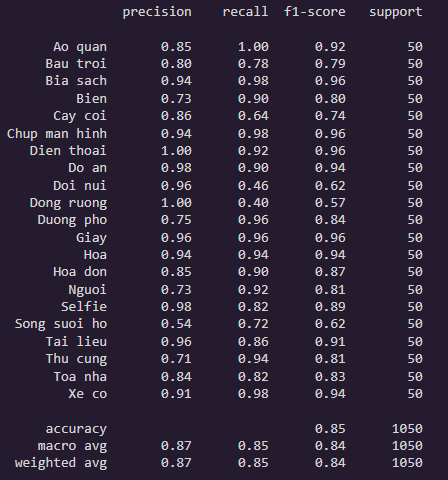 precision recall f1-score support
Ao quan 0.85 1.00 0.92 50
Bau troi 0.80 0.78 0.79 50
Bia sach 0.94 0.98 0.96 50
Bien 0.73 0.90 0.80 50
Cay coi 0.86 0.64 0.74 50
Chup man hinh 0.94 0.98 0.96 50
Dien thoai 1.00 0.92 0.96 50
Do an 0.98 0.90 0.94 50
Doi nui 0.96 0.46 0.62 50
Dong ruong 1.00 0.40 0.57 50
Duong pho 0.75 0.96 0.84 50
Giay 0.96 0.96 0.96 50
Hoa 0.94 0.94 0.94 50
Hoa don 0.85 0.90 0.87 50
Nguoi 0.73 0.92 0.81 50
Selfie 0.98 0.82 0.89 50
Song suoi ho 0.54 0.72 0.62 50
Tai lieu 0.96 0.86 0.91 50
Thu cung 0.71 0.94 0.81 50
Toa nha 0.84 0.82 0.83 50
Xe co 0.91 0.98 0.94 50
accuracy 0.85 1050
macro avg 0.87 0.85 0.84 1050
weighted avg 0.87 0.85 0.84 1050